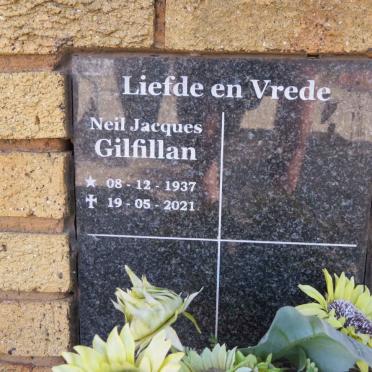 Liefde en Vrede
Neil Jacques
Gilfillan
★ 08 - 12 - 1937
✝ 19 - 05 - 2021